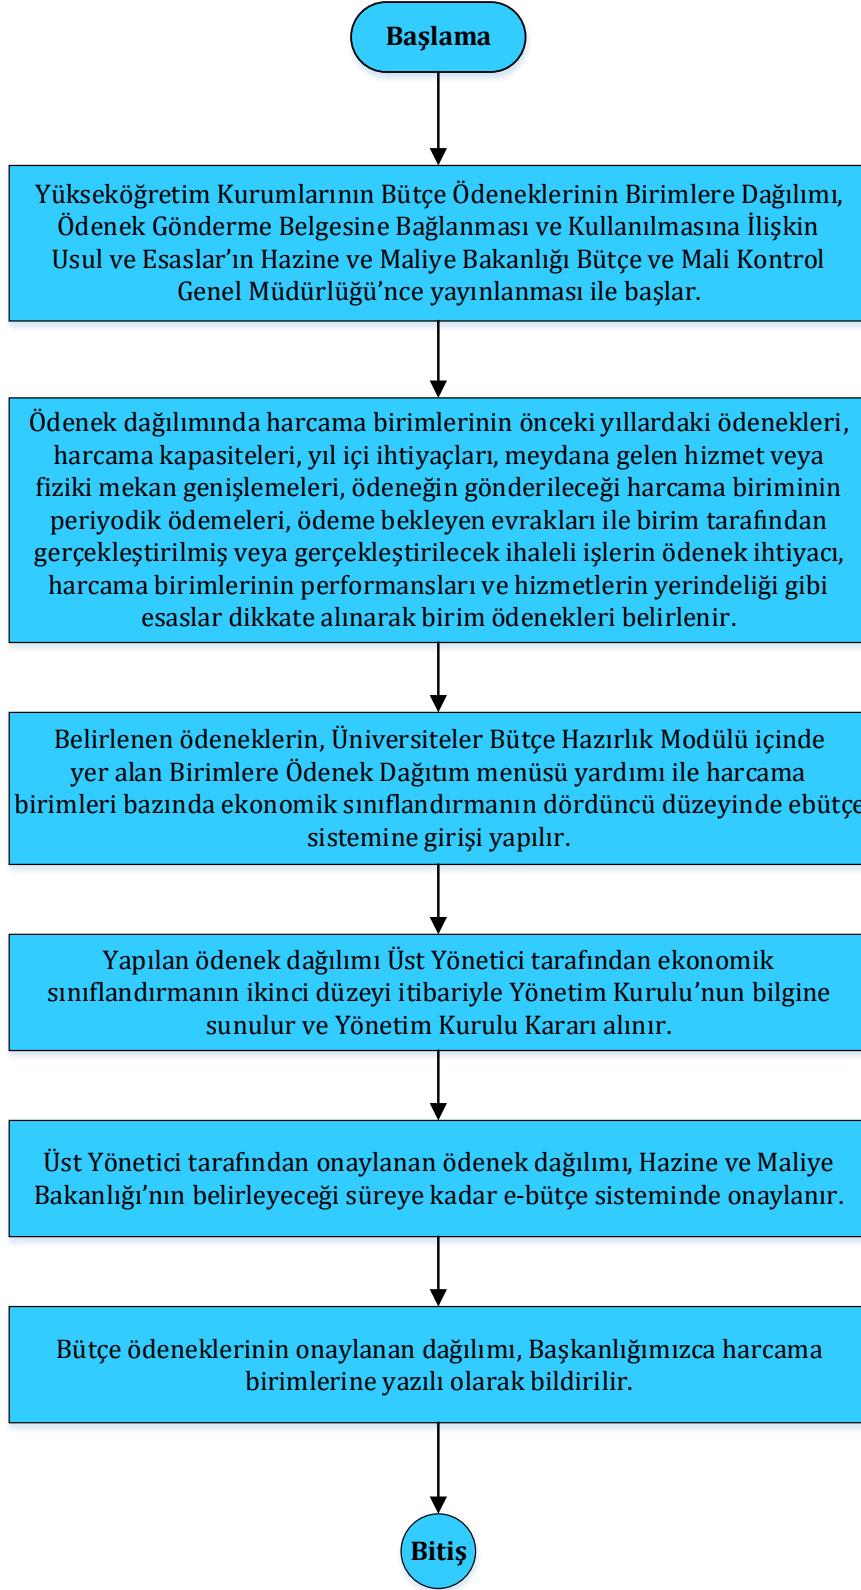 Başlama
Yükseköğretim Kurumlarının Bütçe Ödeneklerinin Birimlere Dağılımı,
Ödenek Gönderme Belgesine Bağlanması ve Kullanılmasına İlişkin
Usul ve Esaslar’ın Hazine ve Maliye Bakanlığı Bütçe ve Mali Kontrol
Genel Müdürlüğü’nce yayınlanması ile başlar.
Ödenek dağılımında harcama birimlerinin önceki yıllardaki ödenekleri,
harcama kapasiteleri, yıl içi ihtiyaçları, meydana gelen hizmet veya
fiziki mekan genişlemeleri, ödeneğin gönderileceği harcama biriminin
periyodik ödemeleri, ödeme bekleyen evrakları ile birim tarafından
gerçekleştirilmiş veya gerçekleştirilecek ihaleli işlerin ödenek ihtiyacı,
harcama birimlerinin performansları ve hizmetlerin yerindeliği gibi
esaslar dikkate alınarak birim ödenekleri belirlenir.
Belirlenen ödeneklerin, Üniversiteler Bütçe Hazırlık Modülü içinde
yer alan Birimlere Ödenek Dağıtım menüsü yardımı ile harcama
birimleri bazında ekonomik sınıflandırmanın dördüncü düzeyinde ebütçe
sistemine girişi yapılır.
Yapılan ödenek dağılımı Üst Yönetici tarafından ekonomik
sınıflandırmanın ikinci düzeyi itibariyle Yönetim Kurulu’nun bilgine
sunulur ve Yönetim Kurulu Kararı alınır.
Üst Yönetici tarafından onaylanan ödenek dağılımı, Hazine ve Maliye
Bakanlığı’nın belirleyeceği süreye kadar e-bütçe sisteminde onaylanır.
Bütçe ödeneklerinin onaylanan dağılımı, Başkanlığımızca harcama
birimlerine yazılı olarak bildirilir.
Bitiş